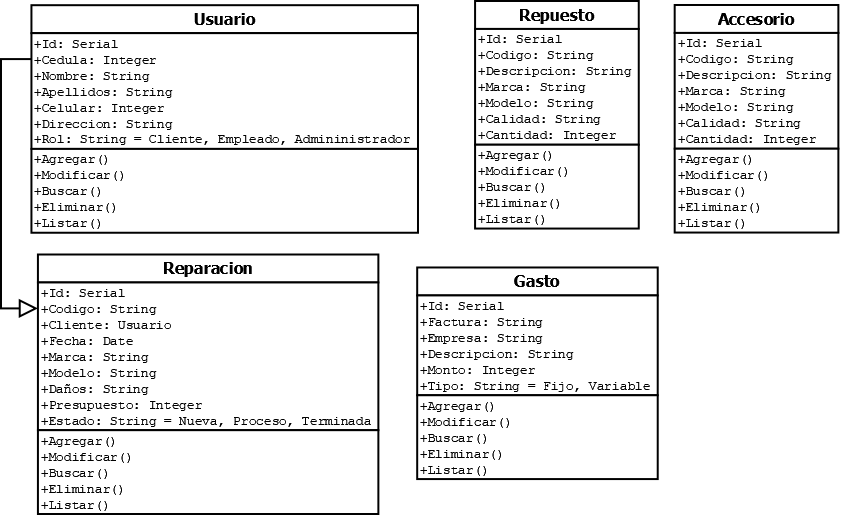 Usuario
+Id: Serial
+Cedula: Integer
+Nombre: String
+Apellidos: String
+Celular: Integer
+Direccion: String
+Rol: String = Cliente, Empleado, Admininistrador
+Agregar()
+Modificar()
+Buscar()
+Eliminar()
+Listar()
Repuesto
+Id: Serial
+Codigo: String
+Descripcion: String
+Marca: String
+Modelo: String
+Calidad: String
+Cantidad: Integer
+Agregar()
+Modificar()
+Buscar()
+Eliminar()
+Listar()
Accesorio
+Id: Serial
+Codigo: String
+Descripcion: String
+Marca: String
+Modelo: String
+Calidad: String
+Cantidad: Integer
+Agregar()
+Modificar()
+Buscar()
+Eliminar()
+Listar()
Reparacion
+Id: Serial
+Codigo: String
+Cliente: Usuario
+Fecha: Date
+Marca: String
+Modelo: String
+Daños: String
+Presupuesto: Integer
+Estado: String = Nueva, Proceso, Terminada
+Agregar()
+Modificar()
+Buscar()
+Eliminar()
+Listar()
Gasto
+Id: Serial
+Factura: String
+Empresa: String
+Descripcion: String
+Monto: Integer
+Tipo: String = Fijo, Variable
+Agregar()
+Modificar()
+Buscar()
+Eliminar()
+Listar()